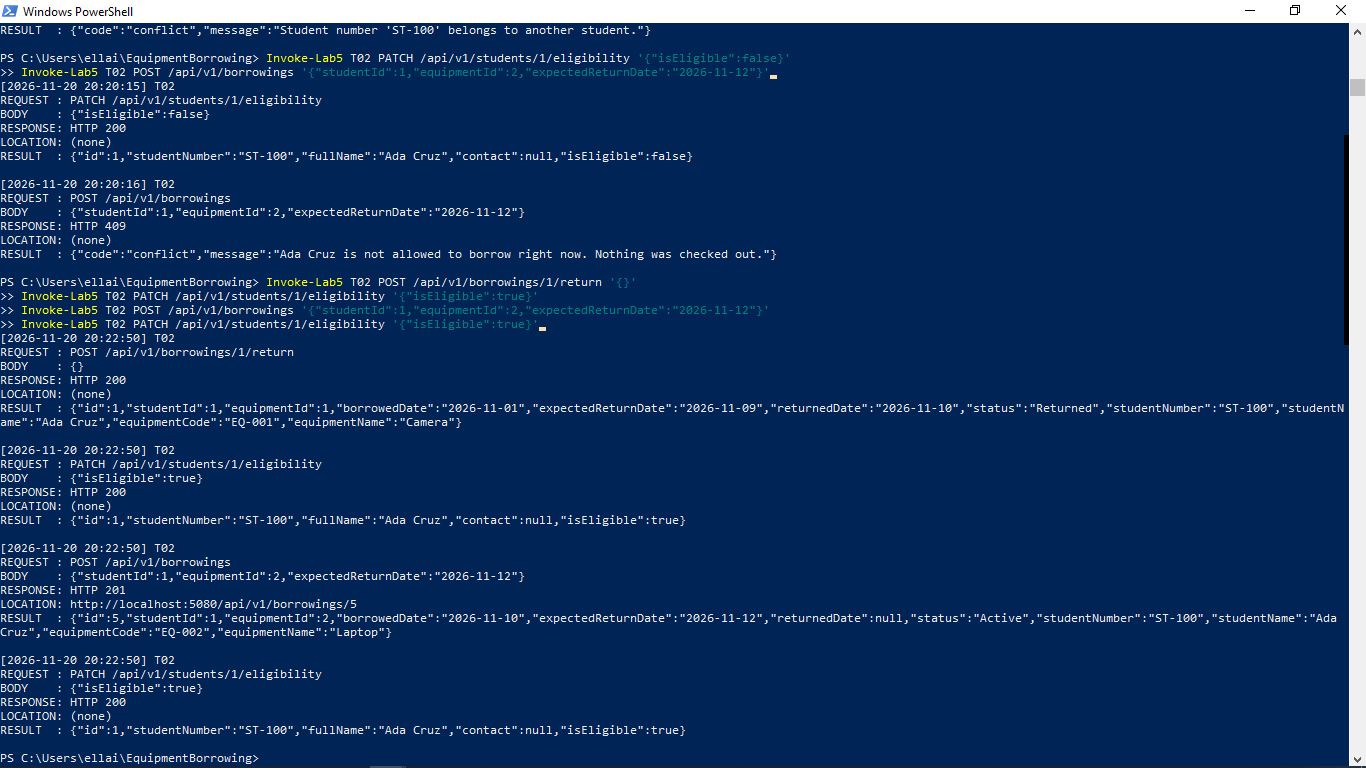 Windows PowerShell
RESULT  : {"code":"conflict","message":"Student number 'ST-100' belongs to another student."}
PS C:\Users\ellai\EquipmentBorrowing> Invoke-Lab5 T02 PATCH /api/v1/students/1/eligibility '{"isEligible":false}'
>> Invoke-Lab5 T02 POST /api/v1/borrowings '{"studentId":1,"equipmentId":2,"expectedReturnDate":"2026-11-12"}'
[2026-11-20 20:20:15] T02
REQUEST : PATCH /api/v1/students/1/eligibility
BODY    : {"isEligible":false}
RESPONSE: HTTP 200
LOCATION: (none)
RESULT  : {"id":1,"studentNumber":"ST-100","fullName":"Ada Cruz","contact":null,"isEligible":false}
[2026-11-20 20:20:16] T02
REQUEST : POST /api/v1/borrowings
BODY    : {"studentId":1,"equipmentId":2,"expectedReturnDate":"2026-11-12"}
RESPONSE: HTTP 409
LOCATION: (none)
RESULT  : {"code":"conflict","message":"Ada Cruz is not allowed to borrow right now. Nothing was checked out."}
PS C:\Users\ellai\EquipmentBorrowing> Invoke-Lab5 T02 POST /api/v1/borrowings/1/return '{}'
>> Invoke-Lab5 T02 PATCH /api/v1/students/1/eligibility '{"isEligible":true}'
>> Invoke-Lab5 T02 POST /api/v1/borrowings '{"studentId":1,"equipmentId":2,"expectedReturnDate":"2026-11-12"}'
>> Invoke-Lab5 T02 PATCH /api/v1/students/1/eligibility '{"isEligible":true}'
[2026-11-20 20:22:50] T02
REQUEST : POST /api/v1/borrowings/1/return
BODY    : {}
RESPONSE: HTTP 200
LOCATION: (none)
RESULT  : {"id":1,"studentId":1,"equipmentId":1,"borrowedDate":"2026-11-01","expectedReturnDate":"2026-11-09","returnedDate":"2026-11-10","status":"Returned","studentNumber":"ST-100","studentN
ame":"Ada Cruz","equipmentCode":"EQ-001","equipmentName":"Camera"}
[2026-11-20 20:22:50] T02
REQUEST : PATCH /api/v1/students/1/eligibility
BODY    : {"isEligible":true}
RESPONSE: HTTP 200
LOCATION: (none)
RESULT  : {"id":1,"studentNumber":"ST-100","fullName":"Ada Cruz","contact":null,"isEligible":true}
[2026-11-20 20:22:50] T02
REQUEST : POST /api/v1/borrowings
BODY    : {"studentId":1,"equipmentId":2,"expectedReturnDate":"2026-11-12"}
RESPONSE: HTTP 201
LOCATION: http://localhost:5080/api/v1/borrowings/5
RESULT  : {"id":5,"studentId":1,"equipmentId":2,"borrowedDate":"2026-11-10","expectedReturnDate":"2026-11-12","returnedDate":null,"status":"Active","studentNumber":"ST-100","studentName":"Ada
Cruz","equipmentCode":"EQ-002","equipmentName":"Laptop"}
[2026-11-20 20:22:50] T02
REQUEST : PATCH /api/v1/students/1/eligibility
BODY    : {"isEligible":true}
RESPONSE: HTTP 200
LOCATION: (none)
RESULT  : {"id":1,"studentNumber":"ST-100","fullName":"Ada Cruz","contact":null,"isEligible":true}
PS C:\Users\ellai\EquipmentBorrowing>